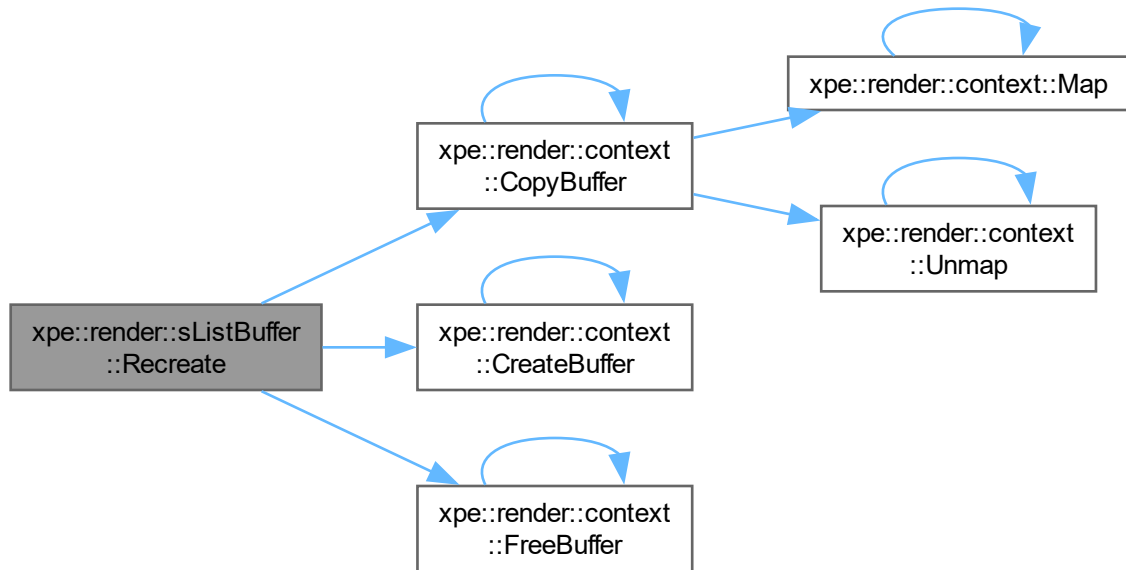 xpe::render::sListBuffer
::Recreate
xpe::render::context
::CopyBuffer
xpe::render::context::Map
xpe::render::context
::Unmap
xpe::render::context
::CreateBuffer
xpe::render::context
::FreeBuffer